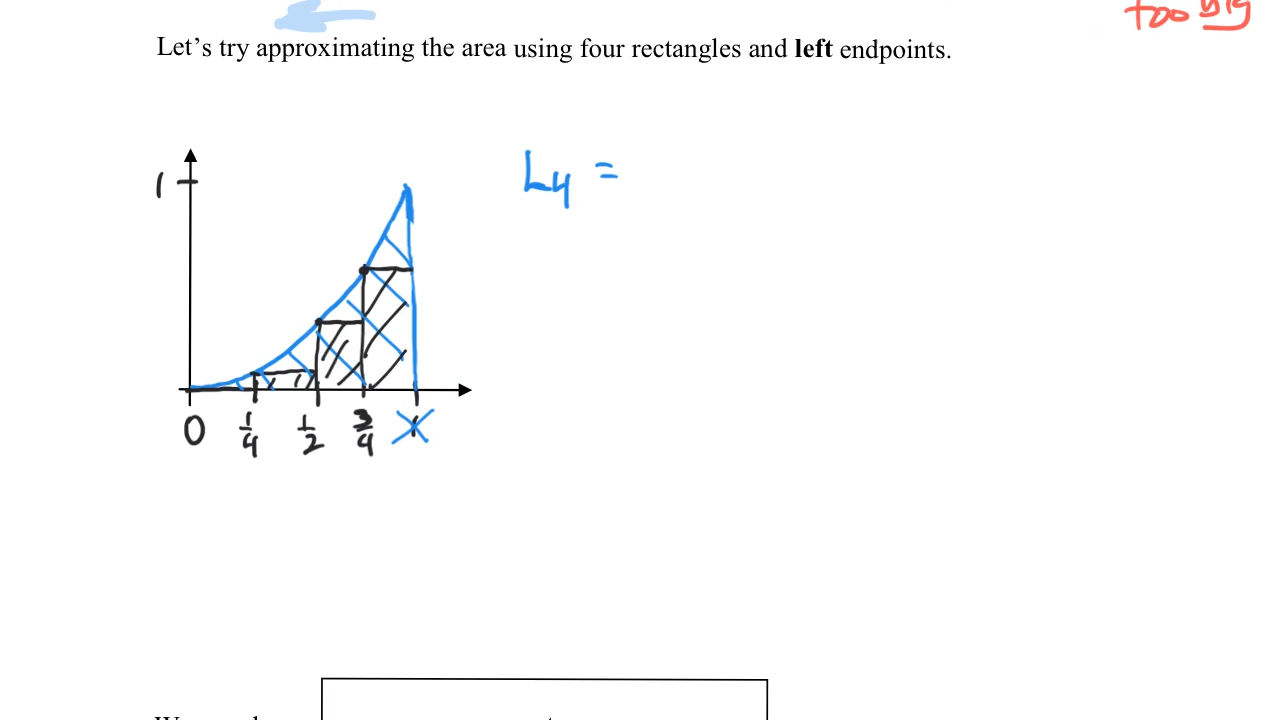 too big
Let’s try approximating the area using four rectangles and left endpoints.
1
L4 =
0 1/4 1/2 3/4 1